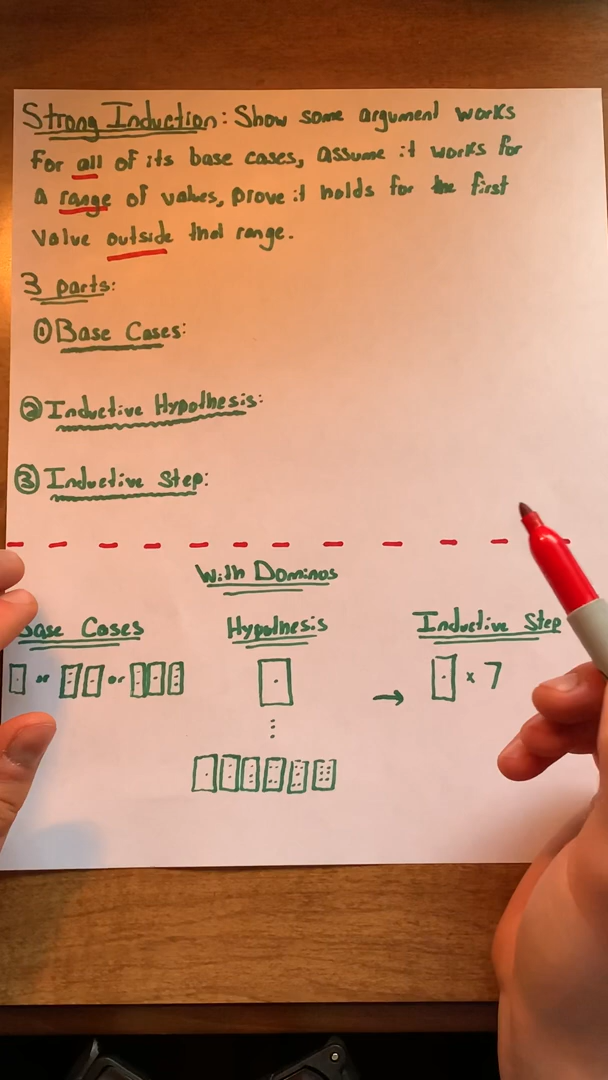 Strong Induction: Show some argument works
for all of its base cases, assume it works for
a range of values, prove it holds for the first
value outside that range.
3 parts:
① Base Cases:
② Inductive Hypothesis:
③ Inductive Step:
With Dominos
Base Cases
Hypothesis
Inductive Step
or or
→ x 7